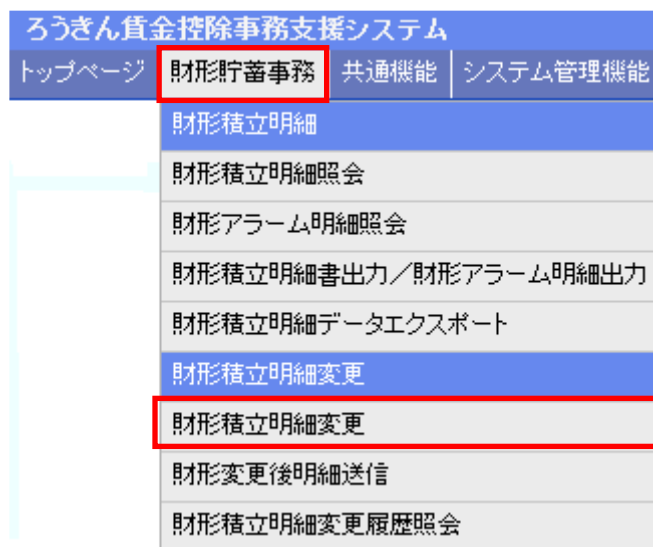 ろうきん賃金控除事務支援システム
トップページ 財形貯蓄事務 共通機能 システム管理機能
財形積立明細
財形積立明細照会
財形アラーム明細照会
財形積立明細書出力／財形アラーム明細出力
財形積立明細データエクスポート
財形積立明細変更
財形積立明細変更
財形変更後明細送信
財形積立明細変更履歴照会